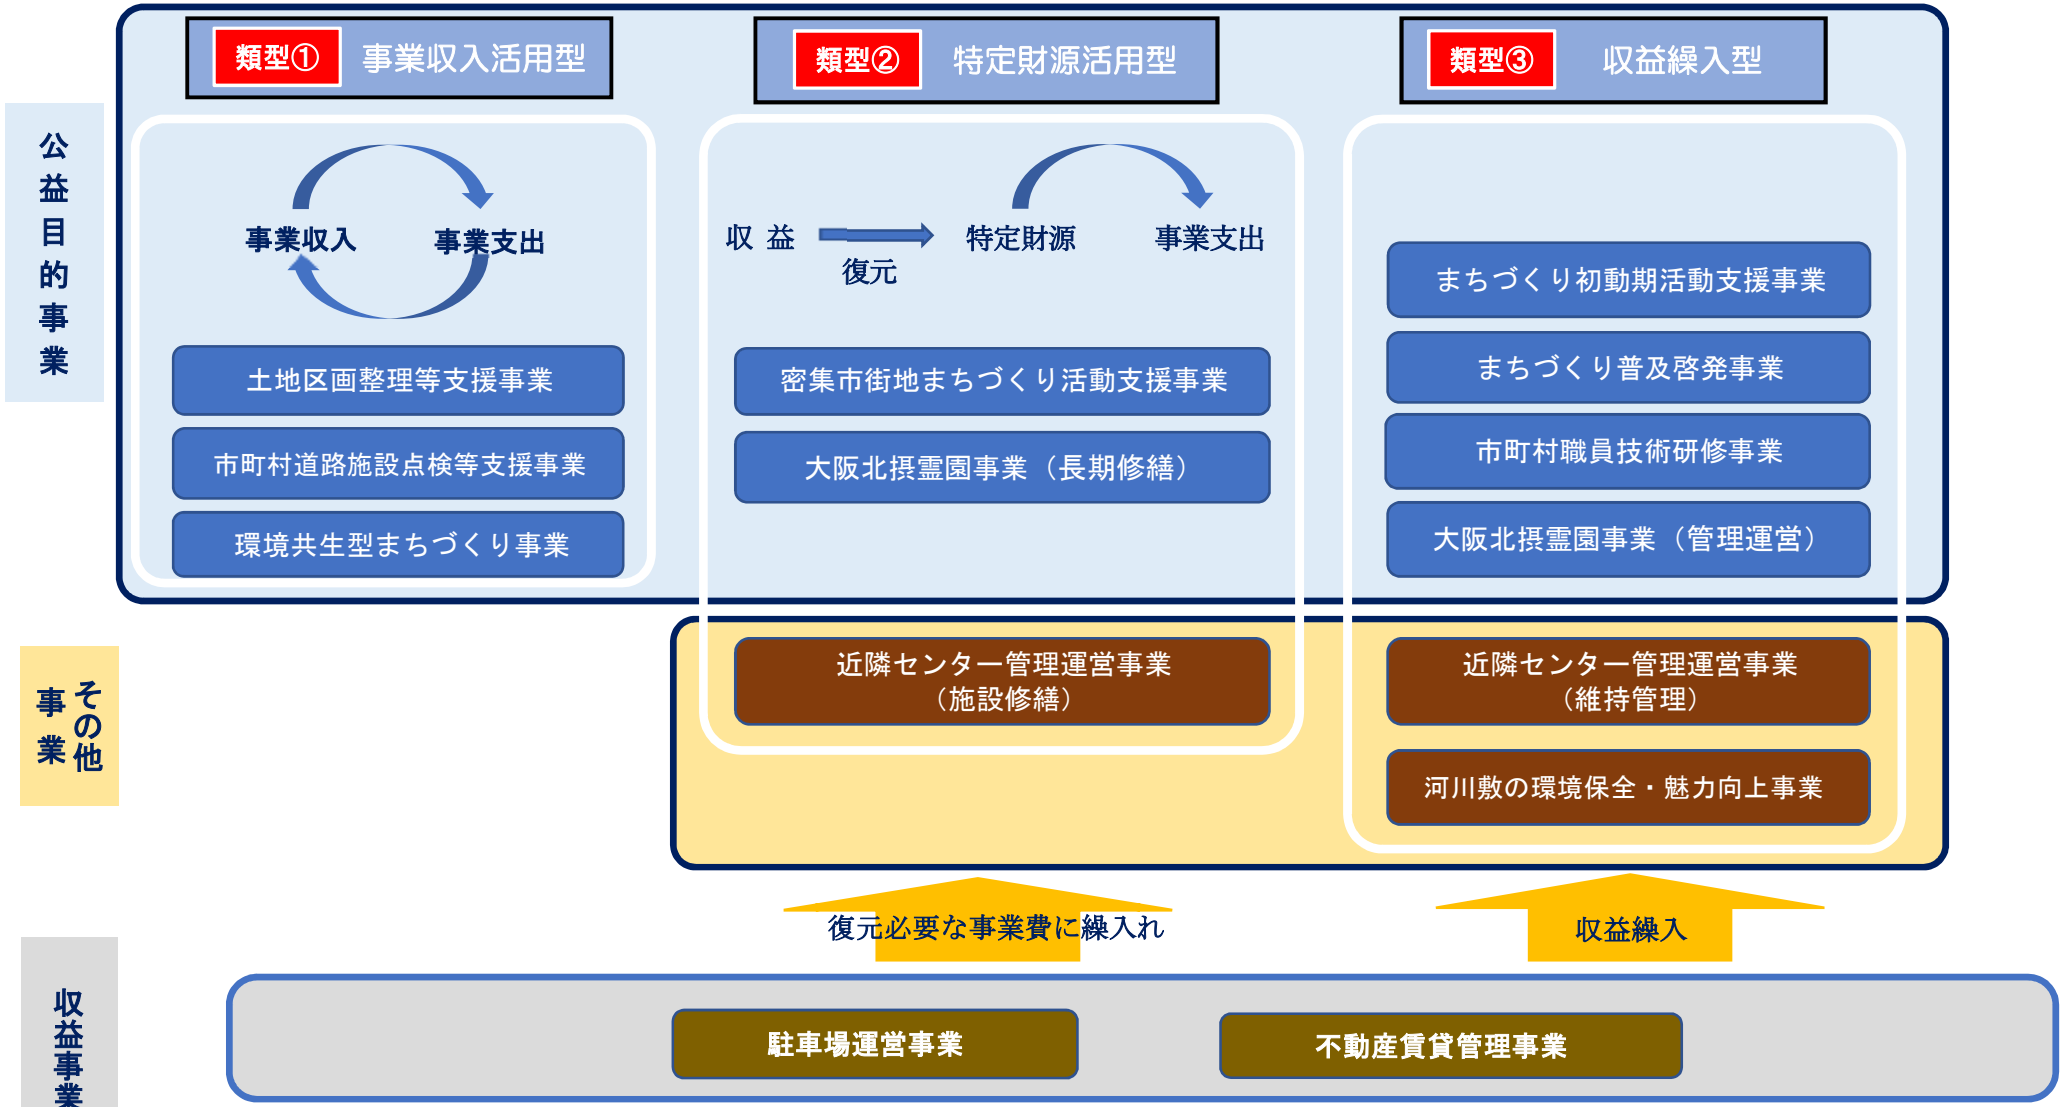 類型① 事業収入活用型
類型② 特定財源活用型
類型③ 収益繰入型
公益目的事業
事業収入
事業支出
土地区画整理等支援事業
市町村道路施設点検等支援事業
環境共生型まちづくり事業
収益
復元
特定財源
事業支出
密集市街地まちづくり活動支援事業
大阪北摂霊園事業（長期修繕）
まちづくり初動期活動支援事業
まちづくり普及啓発事業
市町村職員技術研修事業
大阪北摂霊園事業（管理運営）
その他
事業
近隣センター管理運営事業
（施設修繕）
近隣センター管理運営事業
（維持管理）
河川敷の環境保全・魅力向上事業
復元必要な事業費に繰入れ
収益繰入
収益事業
駐車場運営事業
不動産賃貸管理事業